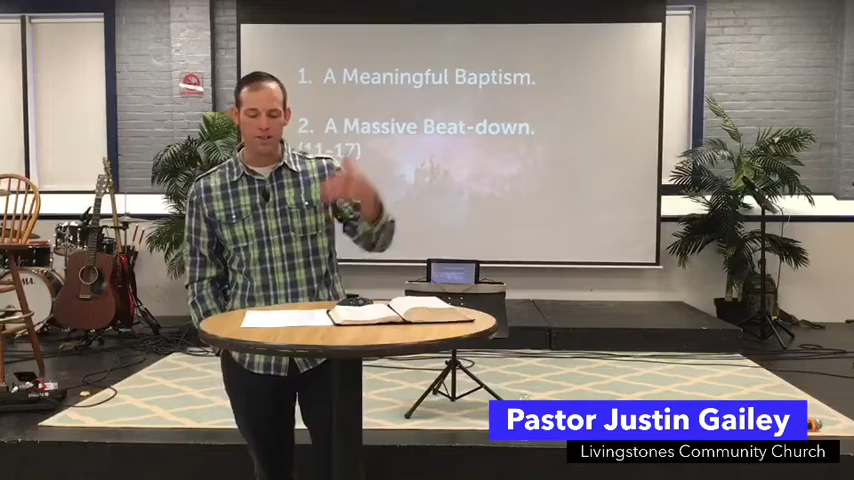 1. A Meaningful Baptism.
2. A Massive Beat-down.
(11-17)
Pastor Justin Gailey
Livingstones Community Church